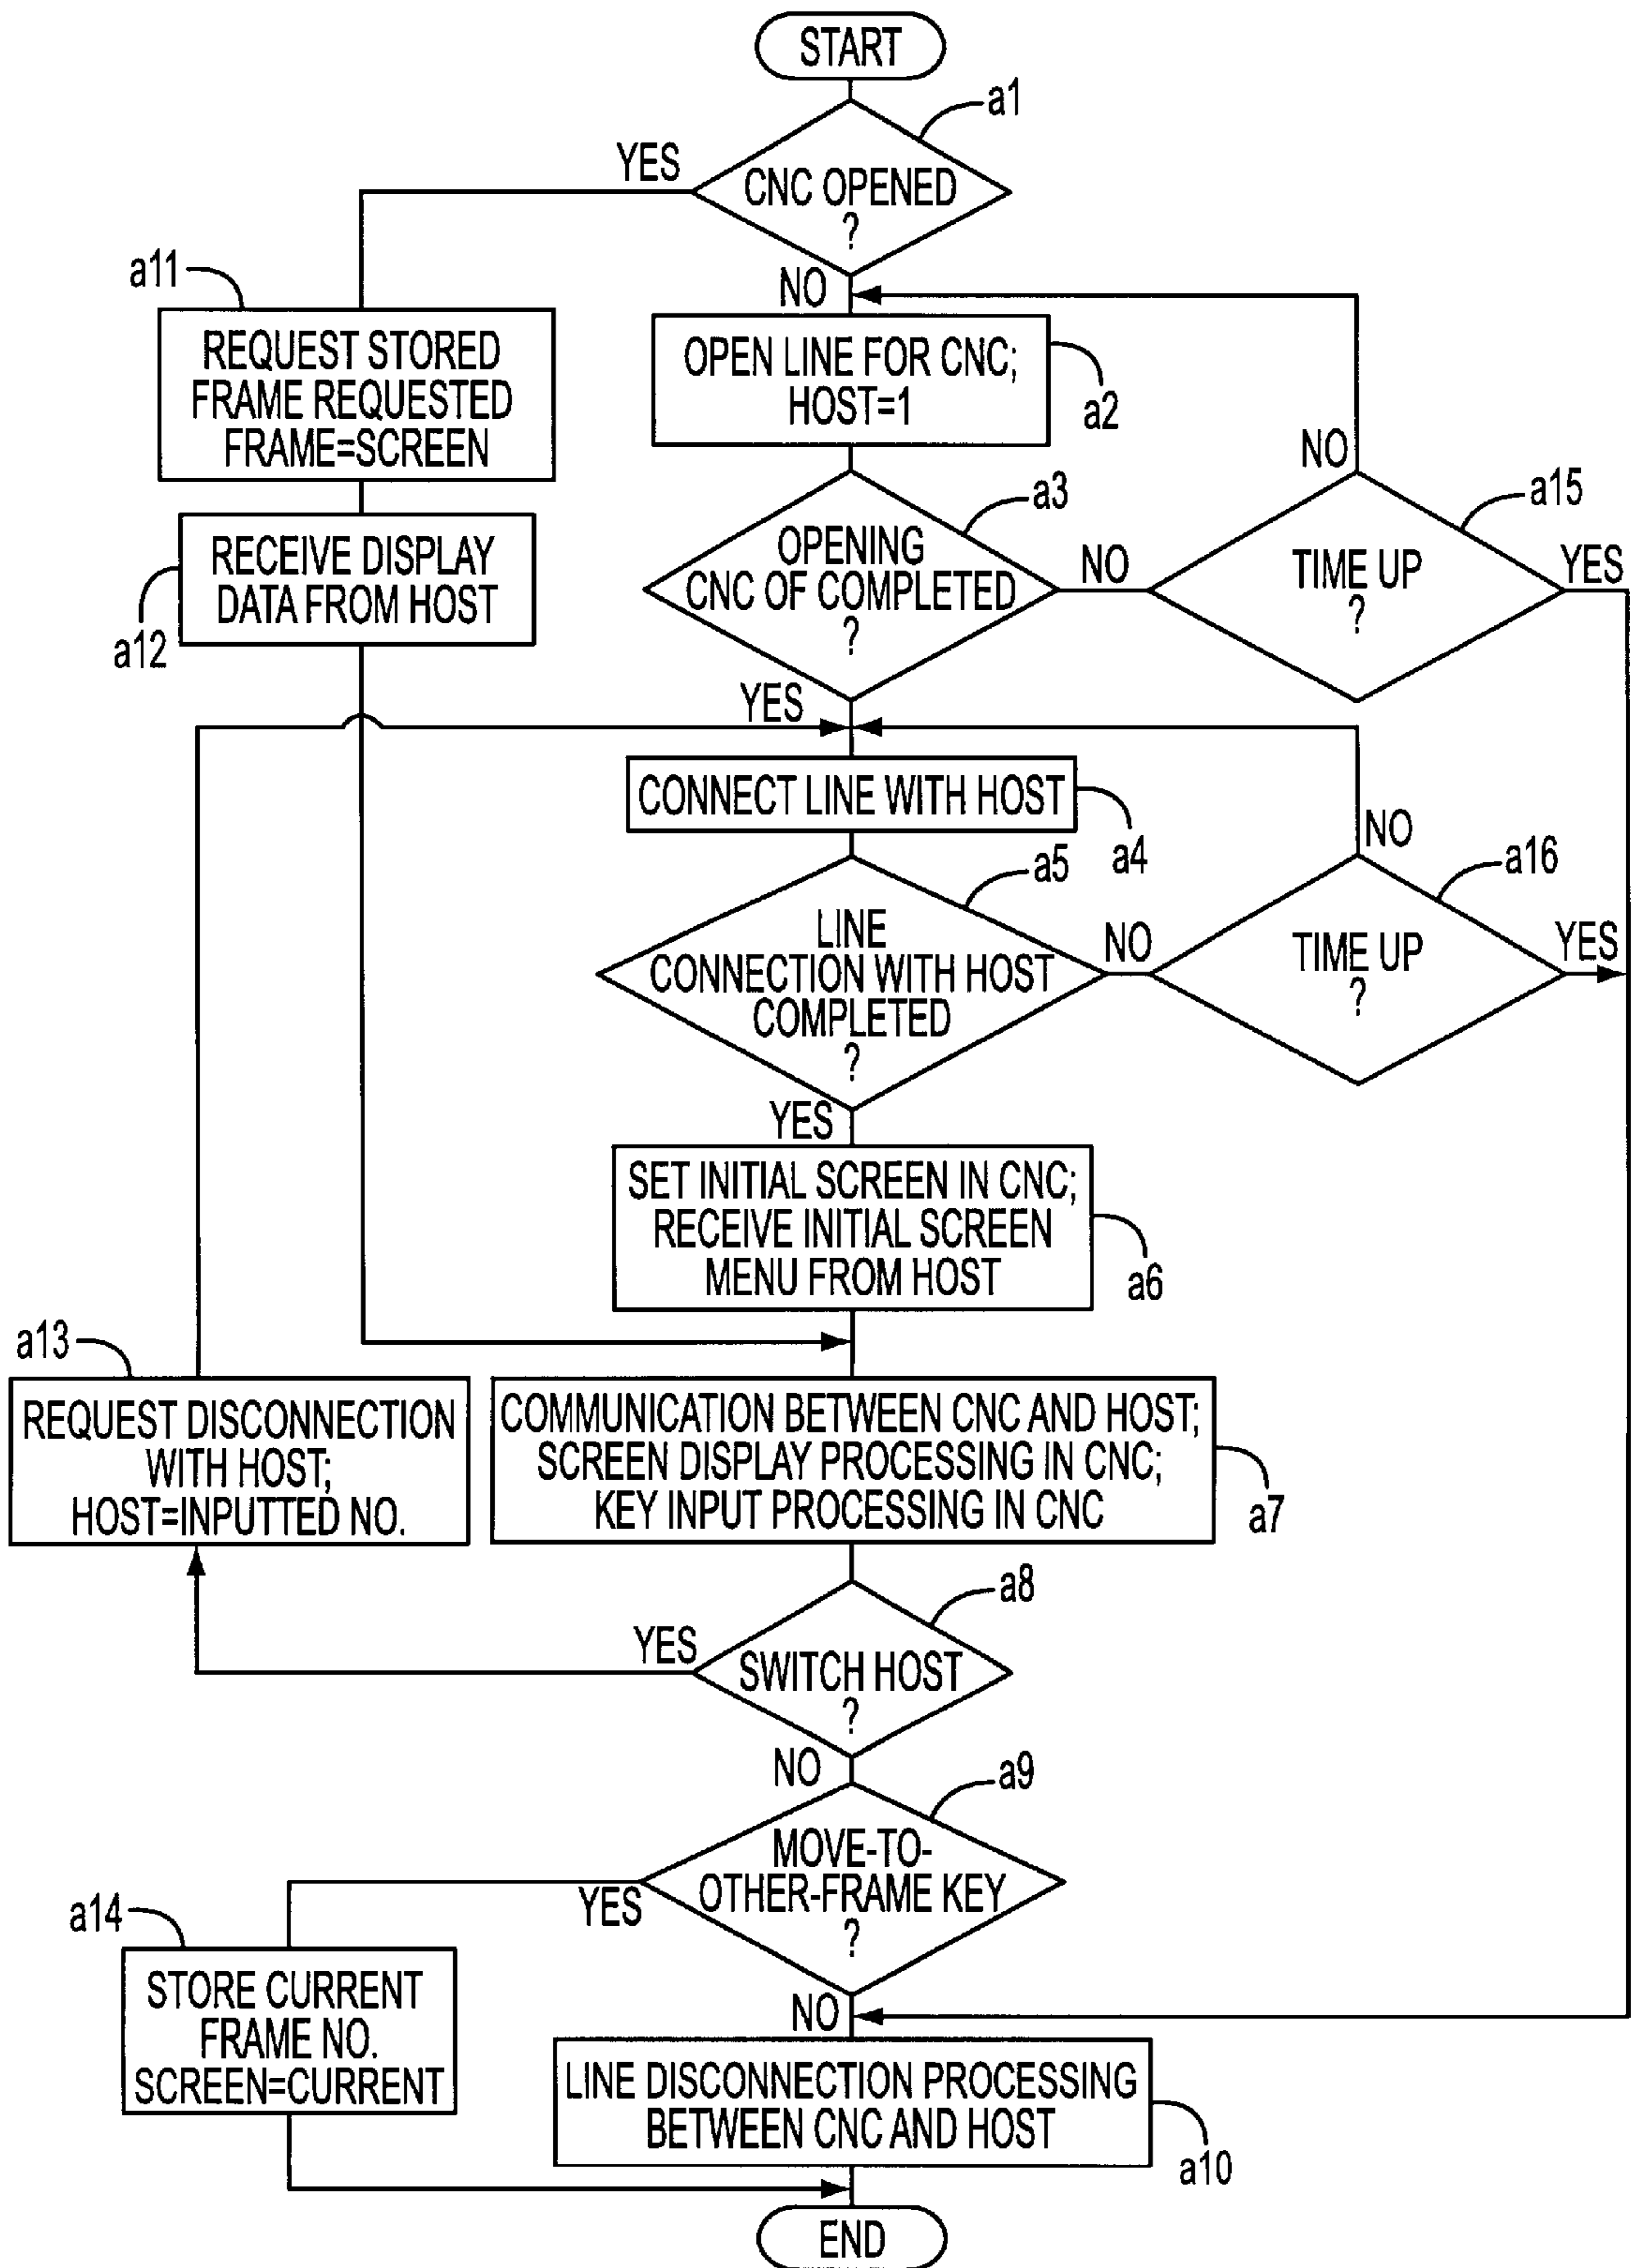 START
a1
YES
CNC OPENED
?
a11
NO
REQUEST STORED
FRAME REQUESTED
FRAME=SCREEN
OPEN LINE FOR CNC;
HOST=1
a2
NO
a3
a15
OPENING
CNC OF COMPLETED
?
NO
TIME UP
?
YES
RECEIVE DISPLAY
DATA FROM HOST
a12
YES
CONNECT LINE WITH HOST
a4
NO
a5
a16
LINE
CONNECTION WITH HOST
COMPLETED
?
NO
TIME UP
?
YES
YES
SET INITIAL SCREEN IN CNC;
RECEIVE INITIAL SCREEN
MENU FROM HOST
a6
a13
REQUEST DISCONNECTION
WITH HOST;
HOST=INPUTTED NO.
COMMUNICATION BETWEEN CNC AND HOST;
SCREEN DISPLAY PROCESSING IN CNC;
KEY INPUT PROCESSING IN CNC
a7
a8
YES
SWITCH HOST
?
NO
a9
MOVE-TO-
OTHER-FRAME KEY
?
YES
a14
STORE CURRENT
FRAME NO.
SCREEN=CURRENT
NO
LINE DISCONNECTION PROCESSING
BETWEEN CNC AND HOST
a10
END